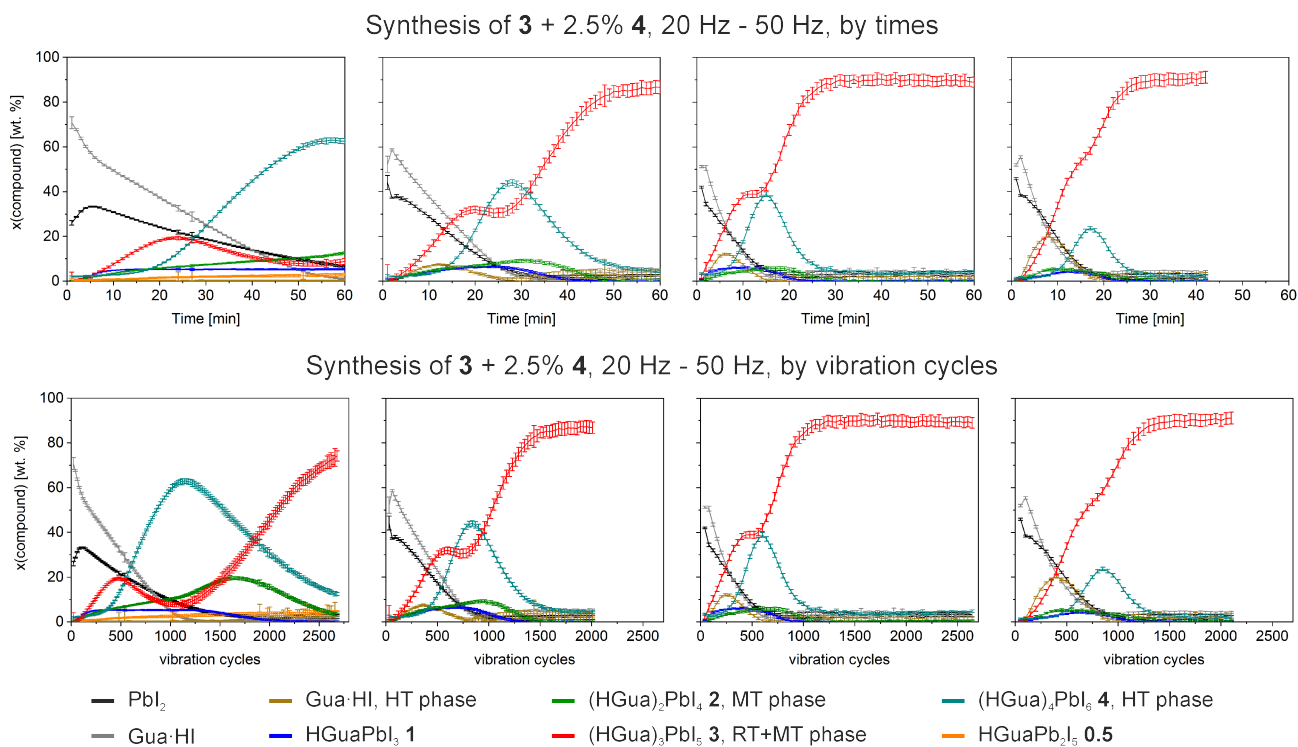 Synthesis of 3 + 2.5% 4, 20 Hz - 50 Hz, by times
x(compound) [wt. %]
100
80
60
40
20
0
0 10 20 30 40 50 60
0 10 20 30 40 50 60
0 10 20 30 40 50 60
0 10 20 30 40 50 60
Time [min]
Time [min]
Time [min]
Time [min]
Synthesis of 3 + 2.5% 4, 20 Hz - 50 Hz, by vibration cycles
x(compound) [wt. %]
100
80
60
40
20
0
0 500 1000 1500 2000 2500
0 500 1000 1500 2000 2500
0 500 1000 1500 2000 2500
0 500 1000 1500 2000 2500
vibration cycles
vibration cycles
vibration cycles
vibration cycles
PbI₂
Gua·HI, HT phase
(HGua)₂PbI₄ 2, MT phase
(HGua)₄PbI₆ 4, HT phase
Gua·HI
HGuaPbI₃ 1
(HGua)₃PbI₅ 3, RT+MT phase
HGuaPb₂I₅ 0.5